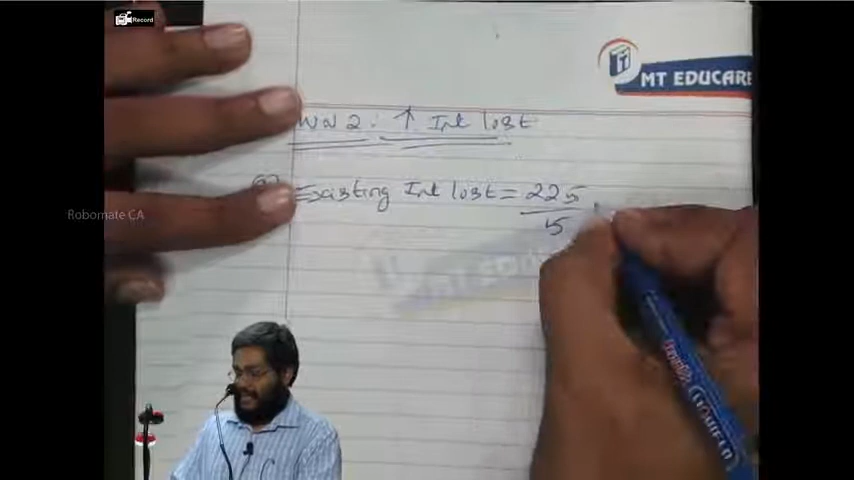 Record
MT EDUCARE
WN 2: ↑ Int lost
Existing Int lost = 225
5
Robomate CA